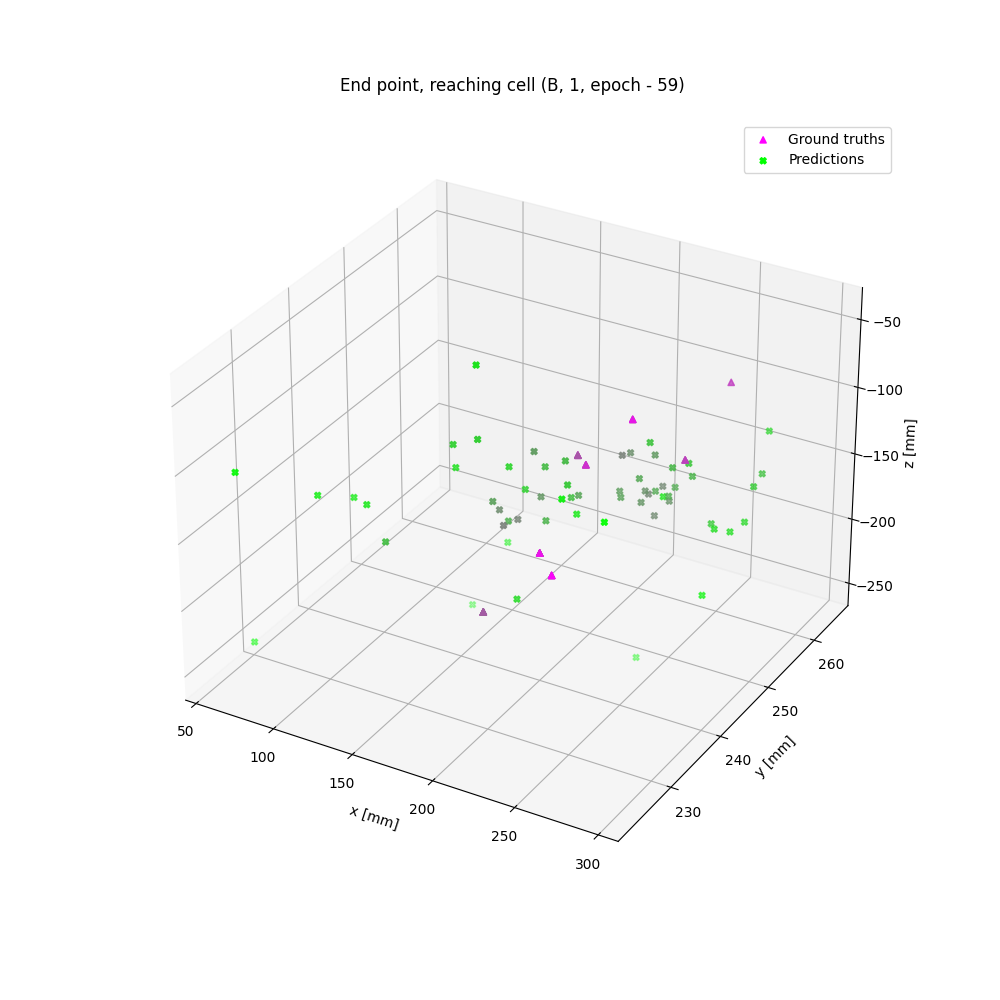 End point, reaching cell (B, 1, epoch - 59)
Ground truths
Predictions
−50
−100
−150
−200
−250
z [mm]
260
250
240
230
y [mm]
50
100
150
200
250
300
x [mm]